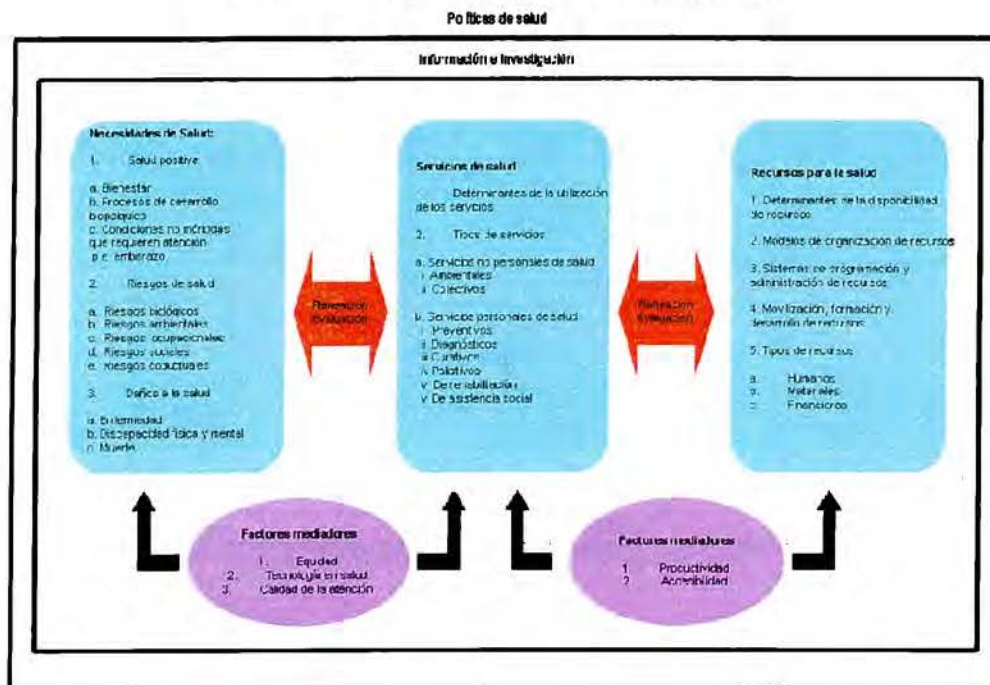 Políticas de salud
Información e Investigación
Necesidades de Salud:
1. Salud positiva
a. Bienestar
b. Procesos de desarrollo
biopsíquico
c. Condiciones no mórbidas
que requieren atención
p.e. embarazo
2. Riesgos de salud
a. Riesgos biológicos
b. Riesgos ambientales
c. Riesgos ocupacionales
d. Riesgos sociales
e. Riesgos
3. Daños a la salud
a. Enfermedad
b. Discapacidad física y mental
c. Muerte
Planeación
Evaluación
Servicios de salud
1. Determinantes de la utilización
de los servicios
2. Tipos de servicios
a. Servicios no personales de salud
i. Ambientales
ii. Colectivos
b. Servicios personales de salud
i. Preventivos
ii. Diagnósticos
iii. Curativos
iv. Paliativos
v. De rehabilitación
v. De asistencia social
Planeación
Evaluación
Recursos para la salud
1. Determinantes de la disponibilidad
de recursos
2. Modelos de organización de recursos
3. Sistemas de programación y
administración de recursos
4. Movilización, formación y
desarrollo de recursos
5. Tipos de recursos
a. Humanos
b. Materiales
c. Financieros
Factores mediadores
1. Equidad
2. Tecnología en salud
3. Calidad de la atención
Factores mediadores
1. Productividad
2. Accesibilidad